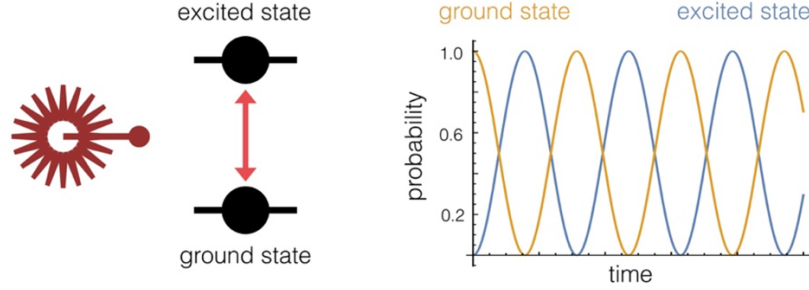 excited state
ground state
ground state
excited state
probability
1.0
0.6
0.2
time